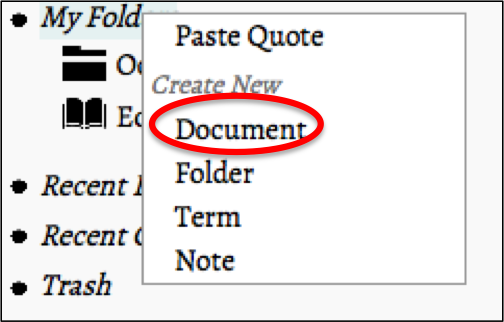 My Fold
Paste Quote
Create New
Document
Folder
Term
Note
Recent
Recent
Trash